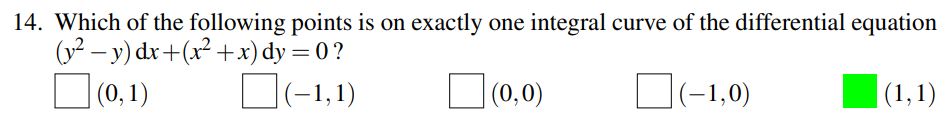 14. Which of the following points is on exactly one integral curve of the differential equation
(y² − y) dx+(x² + x) dy = 0 ?
(0, 1) (−1, 1) (0, 0) (−1, 0) (1, 1)